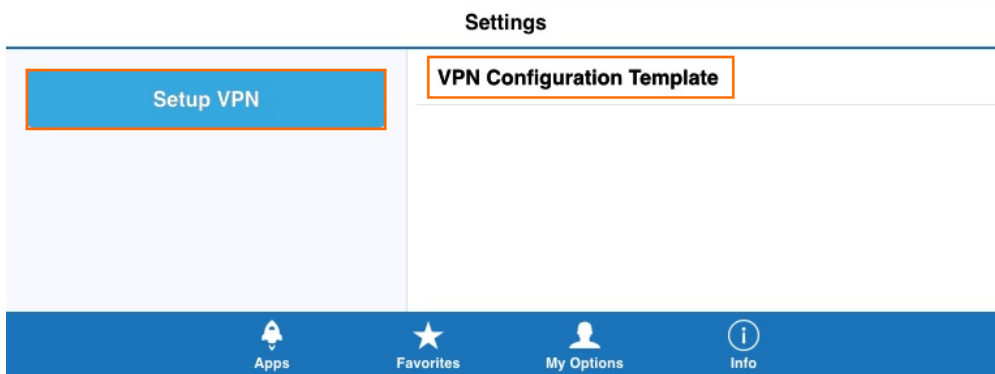 Settings
Setup VPN
VPN Configuration Template
Apps
Favorites
My Options
Info